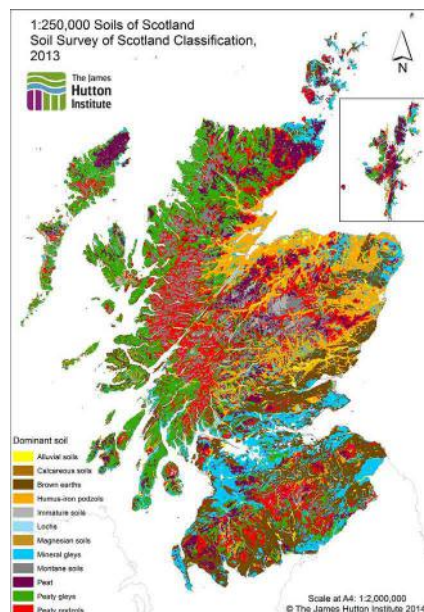 1:250,000 Soils of Scotland
Soil Survey of Scotland Classification,
2013
The James
Hutton
Institute
N
Dominant soil
Alluvial soils
Calcareous soils
Brown earths
Humus-iron podzols
Immature soils
Lochs
Magnesian soils
Mineral gleys
Montane soils
Peat
Peaty gleys
Peaty podzols
Scale at A4: 1:2,000,000
© The James Hutton Institute 2014